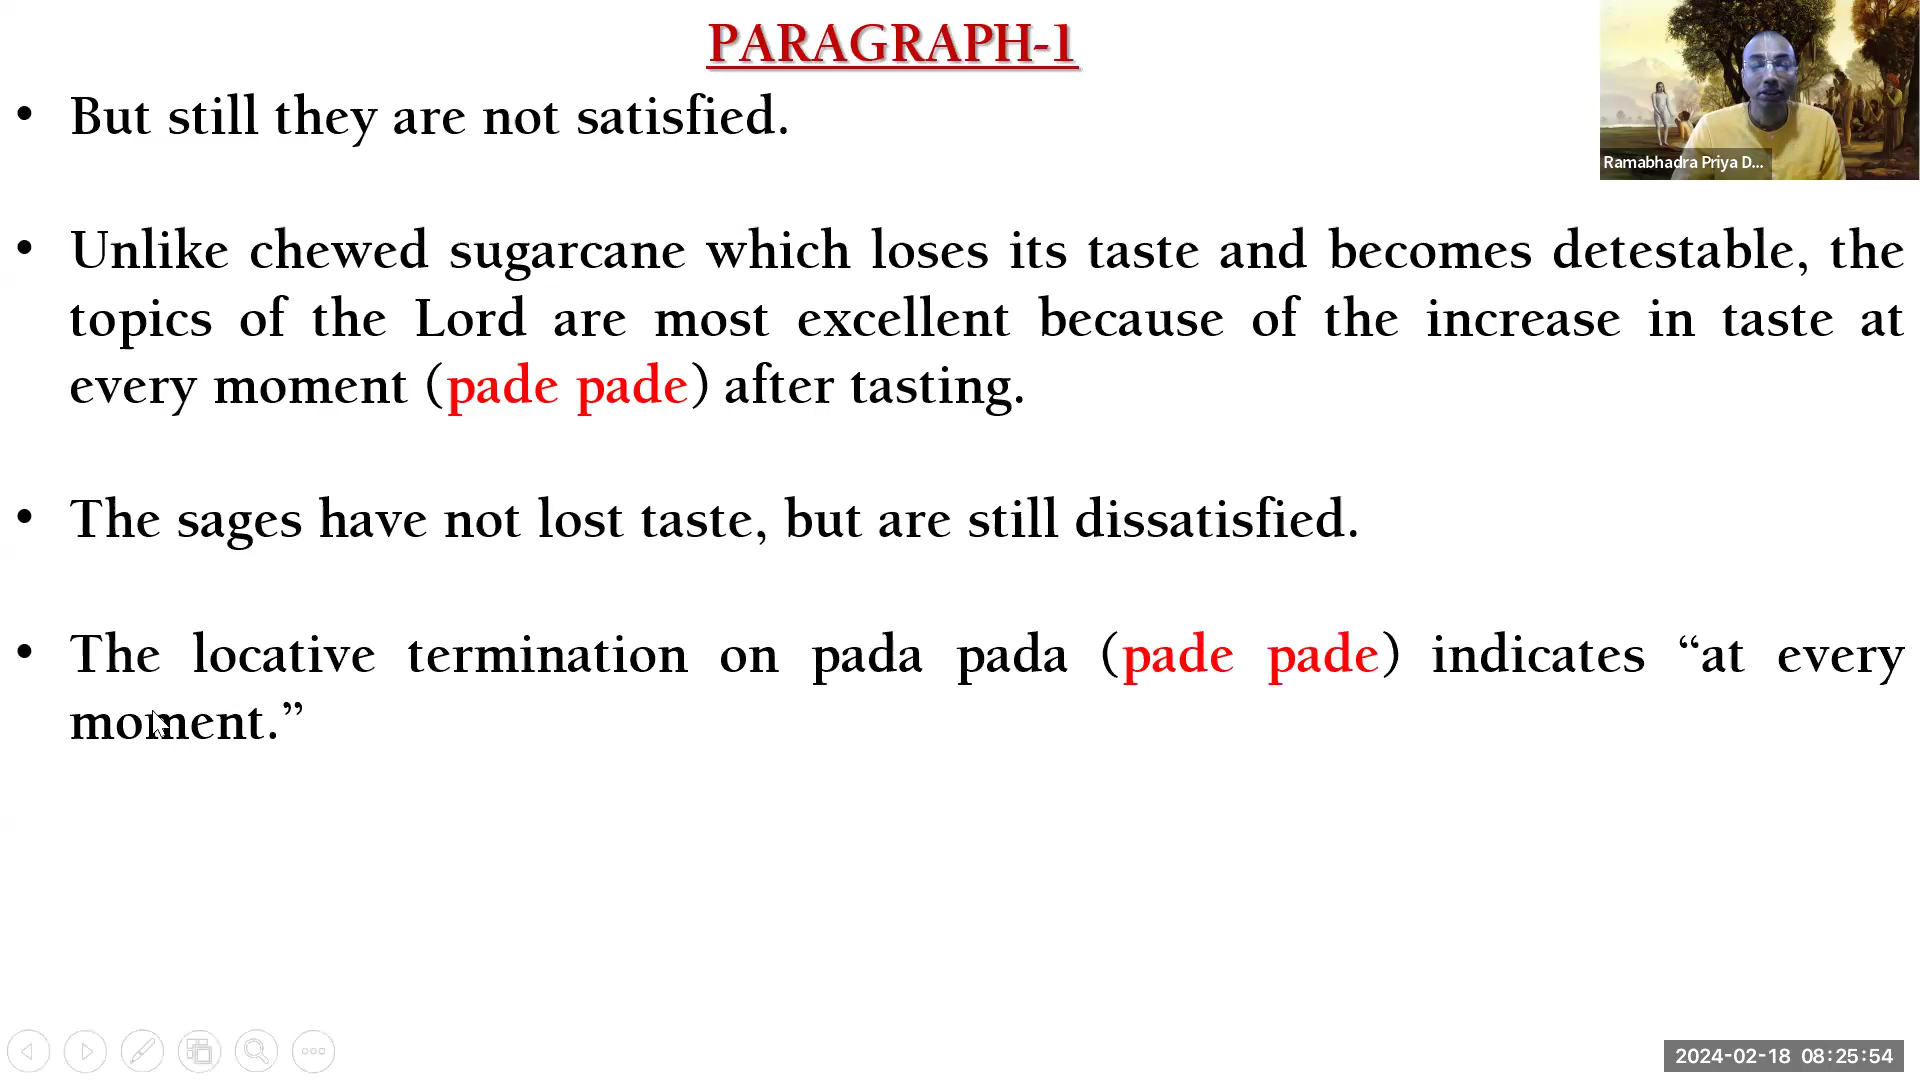 PARAGRAPH-1
• But still they are not satisfied.
• Unlike chewed sugarcane which loses its taste and becomes detestable, the
topics of the Lord are most excellent because of the increase in taste at
every moment (pade pade) after tasting.
• The sages have not lost taste, but are still dissatisfied.
• The locative termination on pada pada (pade pade) indicates “at every
moment.”
Ramabhadra Priya D...
2024-02-18 08:25:54